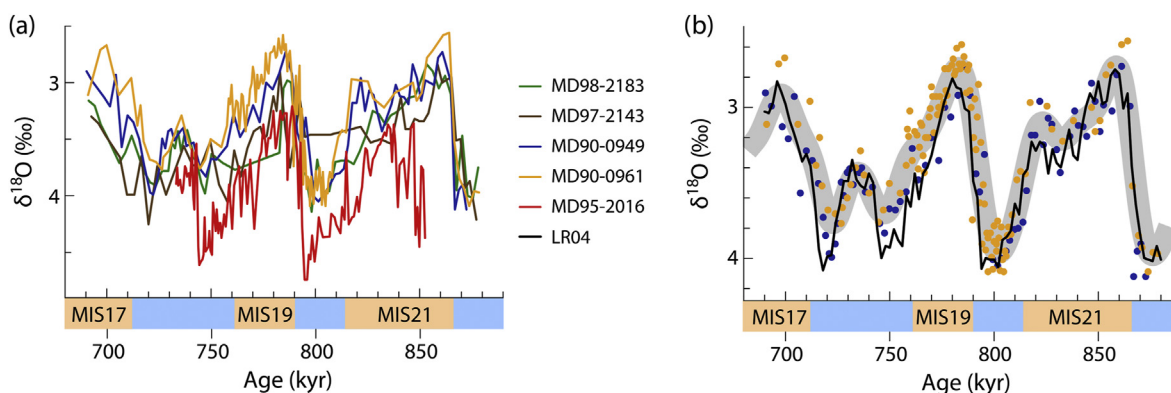 (a)
δ18O (‰)
3
4
MIS17 MIS19 MIS21
700 750 800 850
Age (kyr)
MD98-2183
MD97-2143
MD90-0949
MD90-0961
MD95-2016
LR04
(b)
δ18O (‰)
3
4
MIS17 MIS19 MIS21
700 750 800 850
Age (kyr)